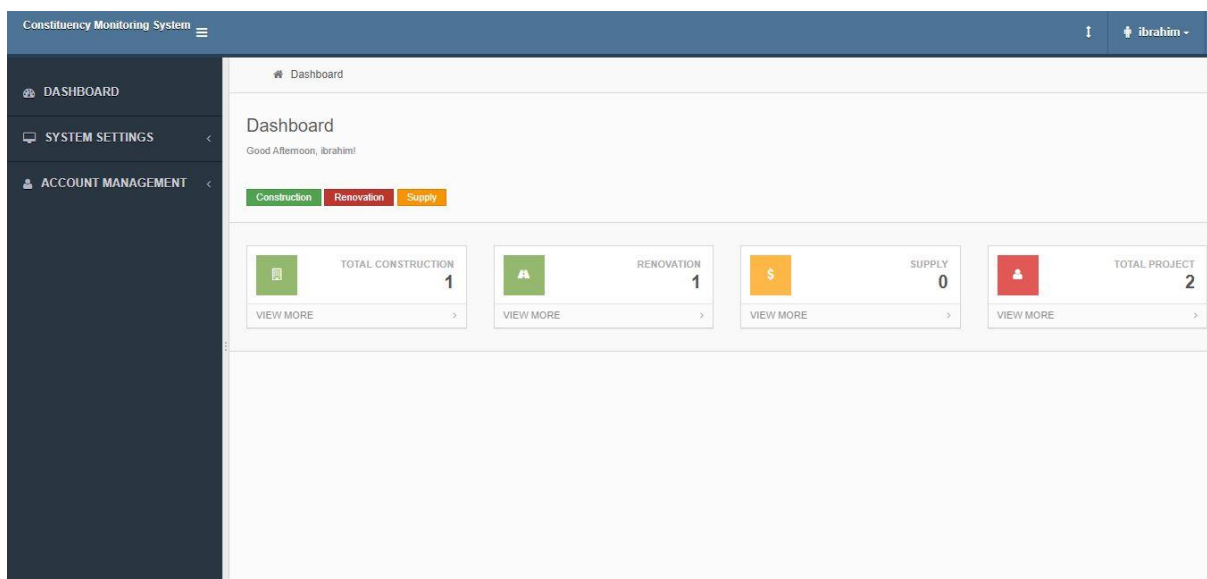 Constituency Monitoring System
ibrahim
Dashboard
DASHBOARD
SYSTEM SETTINGS
ACCOUNT MANAGEMENT
Dashboard
Good Afternoon, ibrahim!
Construction Renovation Supply
TOTAL CONSTRUCTION
1
VIEW MORE
RENOVATION
1
VIEW MORE
SUPPLY
0
VIEW MORE
TOTAL PROJECT
2
VIEW MORE